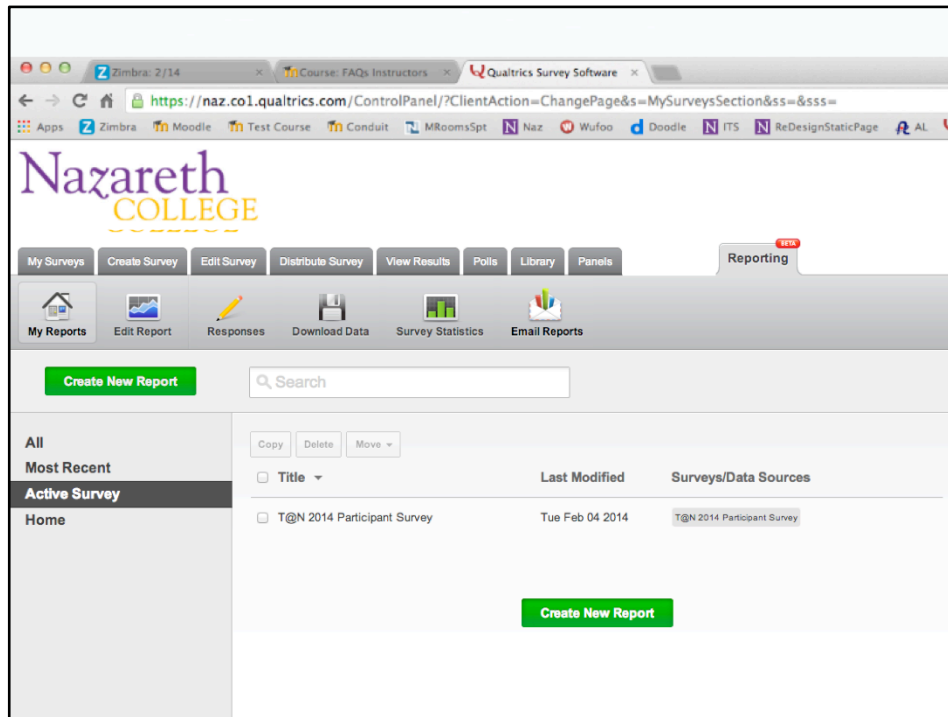 Zimbra: 2/14 × Course: FAQs Instructors × Qualtrics Survey Software ×
https://naz.co1.qualtrics.com/ControlPanel/?ClientAction=ChangePage&s=MySurveysSection&ss=&sss=
Apps Zimbra Moodle Test Course Conduit MRoomsSpt Naz Wufoo Doodle ITS ReDesignStaticPage AL
Nazareth
COLLEGE
BETA
My Surveys Create Survey Edit Survey Distribute Survey View Results Polls Library Panels Reporting
My Reports Edit Report Responses Download Data Survey Statistics Email Reports
Create New Report Search
All
Most Recent
Active Survey
Home
Copy Delete Move
Title Last Modified Surveys/Data Sources
T@N 2014 Participant Survey Tue Feb 04 2014 T@N 2014 Participant Survey
Create New Report